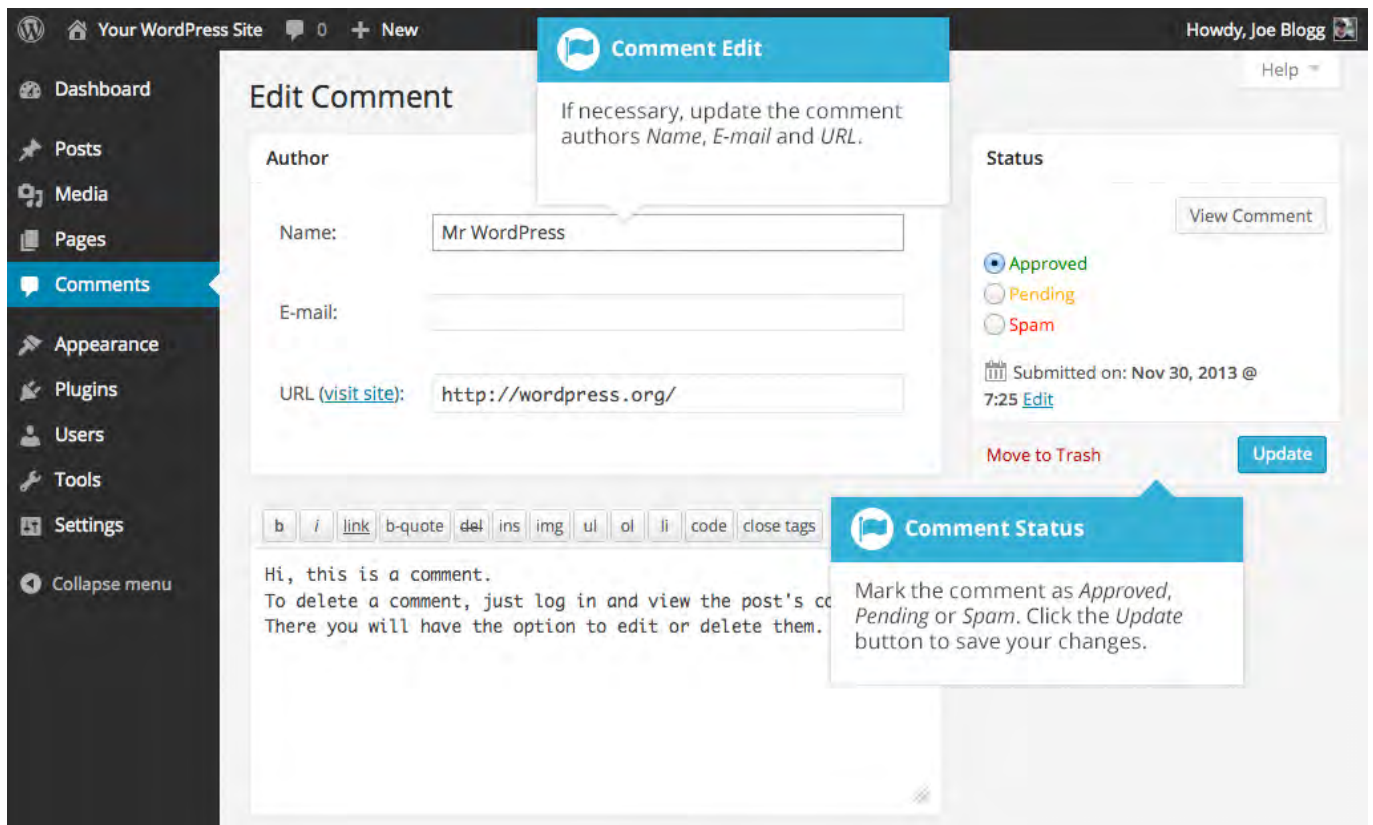 Your WordPress Site 0 + New
Howdy, Joe Blogg
Help
Dashboard
Posts
Media
Pages
Comments
Appearance
Plugins
Users
Tools
Settings
Collapse menu
Edit Comment
Comment Edit
If necessary, update the comment
authors Name, E-mail and URL.
Author
Name: Mr WordPress
E-mail:
URL (visit site): http://wordpress.org/
Status
View Comment
Approved
Pending
Spam
Submitted on: Nov 30, 2013 @
7:25 Edit
Move to Trash Update
b i link b-quote del ins img ul ol li code close tags
Hi, this is a comment.
To delete a comment, just log in and view the post's
There you will have the option to edit or delete them.
Comment Status
Mark the comment as Approved,
Pending or Spam. Click the Update
button to save your changes.